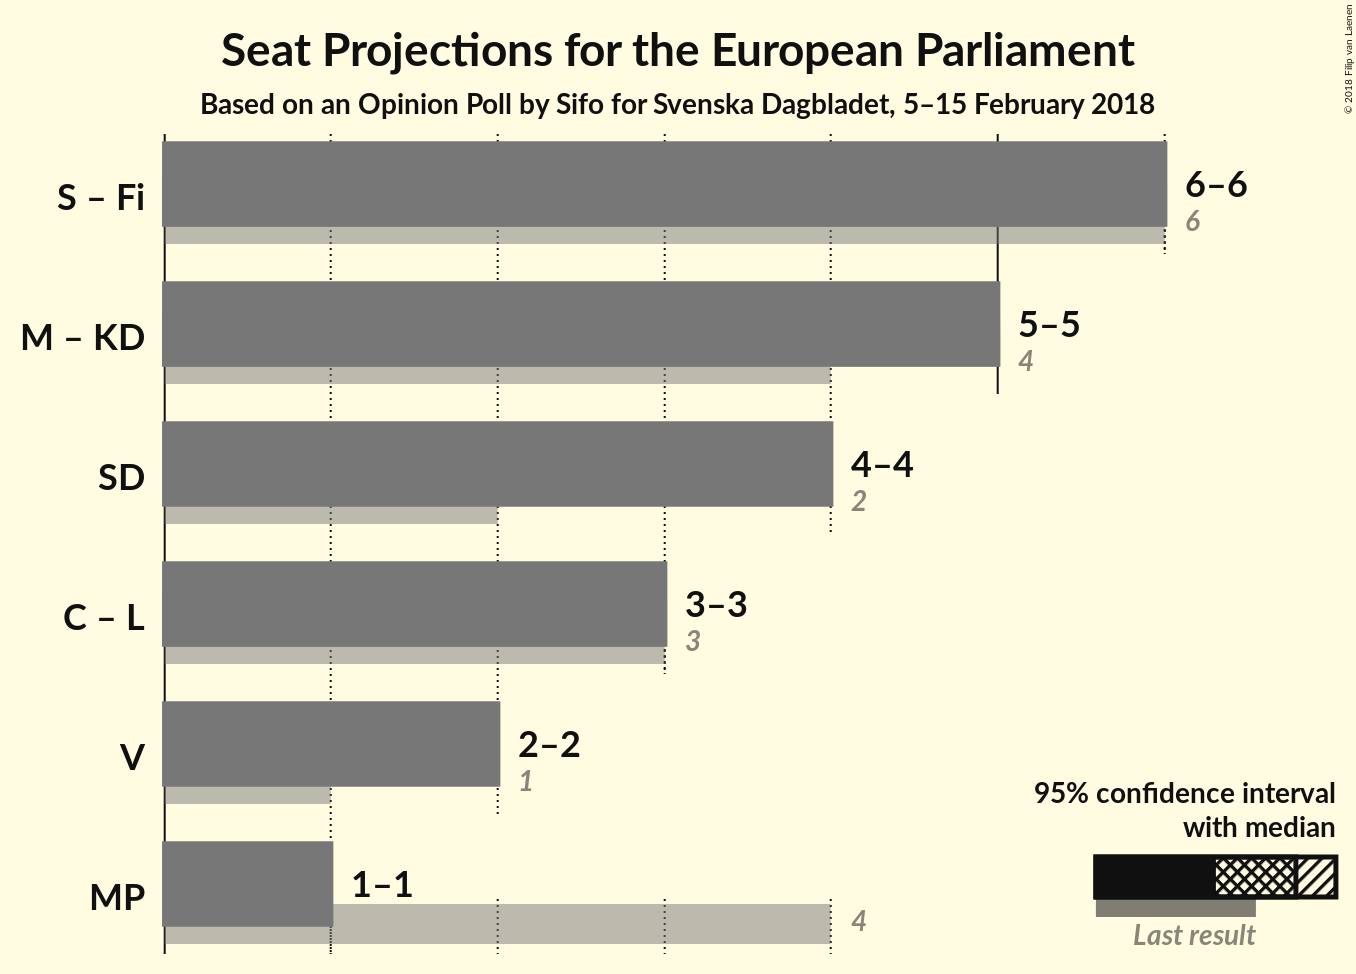 Seat Projections for the European Parliament
Based on an Opinion Poll by Sifo for Svenska Dagbladet, 5–15 February 2018
© 2018 Filip van Laenen
S – Fi
6–6
6
M – KD
5–5
4
SD
4–4
2
C – L
3–3
3
V
2–2
1
MP
1–1
4
95% confidence interval
with median
Last result